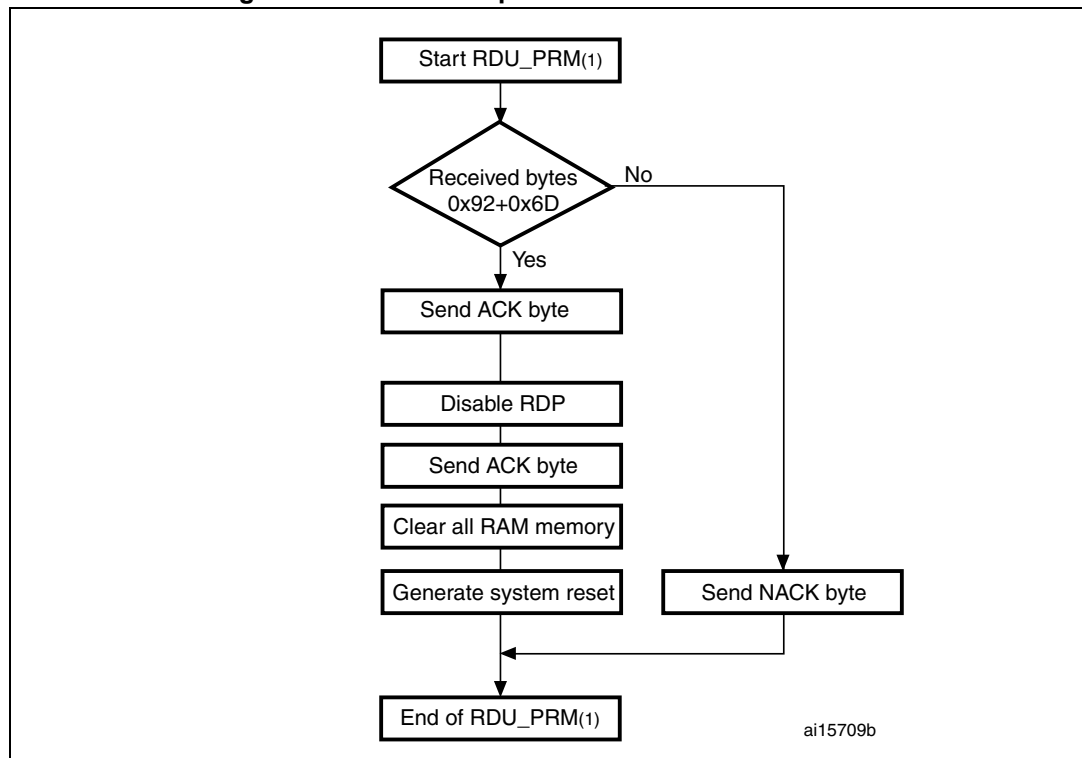 Start RDU_PRM(1)
Received bytes
0x92+0x6D
No
Yes
Send ACK byte
Disable RDP
Send ACK byte
Clear all RAM memory
Generate system reset
Send NACK byte
End of RDU_PRM(1)
ai15709b